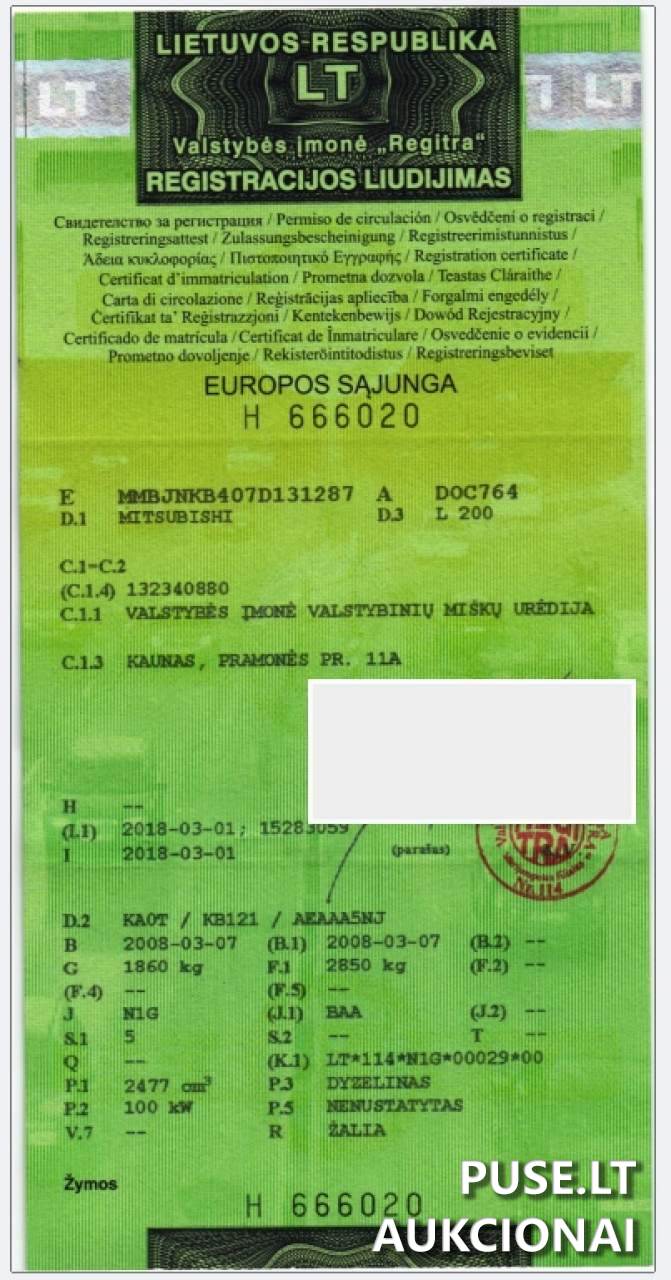 LIETUVOS RESPUBLIKA
LT
LT
LT
Valstybės įmonė „Regitra“
REGISTRACIJOS LIUDIJIMAS
Свидетелство за регистрация / Permiso de circulación / Osvědčení o registraci /
Registreringsattest / Zulassungsbescheinigung / Registreerimistunnistus /
Άδεια κυκλοφορίας / Πιστοποιητικό Εγγραφής / Registration certificate /
Certificat d’immatriculation / Prometna dozvola / Teastas Cláraithe /
Carta di circolazione / Reģistrācijas apliecība / Forgalmi engedély /
Ċertifikat ta’ Reġistrazzjoni / Kentekenbewijs / Dowód Rejestracyjny /
Certificado de matrícula / Certificat de Înmatriculare / Osvedčenie o evidencii /
Prometno dovoljenje / Rekisteröintitodistus / Registreringsbeviset
EUROPOS SĄJUNGA
H 666020
E MMBJNKB407D131287 A DOC764
D.1 MITSUBISHI D.3 L 200
C.1-C.2
(C.1.4) 132340880
C.1.1 VALSTYBĖS ĮMONĖ VALSTYBINIŲ MIŠKŲ URĖDIJA
C.1.3 KAUNAS, PRAMONĖS PR. 11A
H --
(I.1) 2018-03-01; 15283059
I 2018-03-01 (parašas)
TRA
Nr. 114
D.2 KA0T / KB121 / AEAAA5NJ
B 2008-03-07 (B.1) 2008-03-07 (B.2) --
G 1860 kg F.1 2850 kg (F.2) --
(F.4) -- (F.5) --
J N1G (J.1) BAA (J.2) --
S.1 5 S.2 -- T --
Q -- (K.1) LT*114*N1G*00029*00
P.1 2477 cm³ P.3 DYZELINAS
P.2 100 kW P.5 NENUSTATYTAS
V.7 -- R ŽALIA
Žymos
H 666020
PUSE.LT
AUKCIONAI